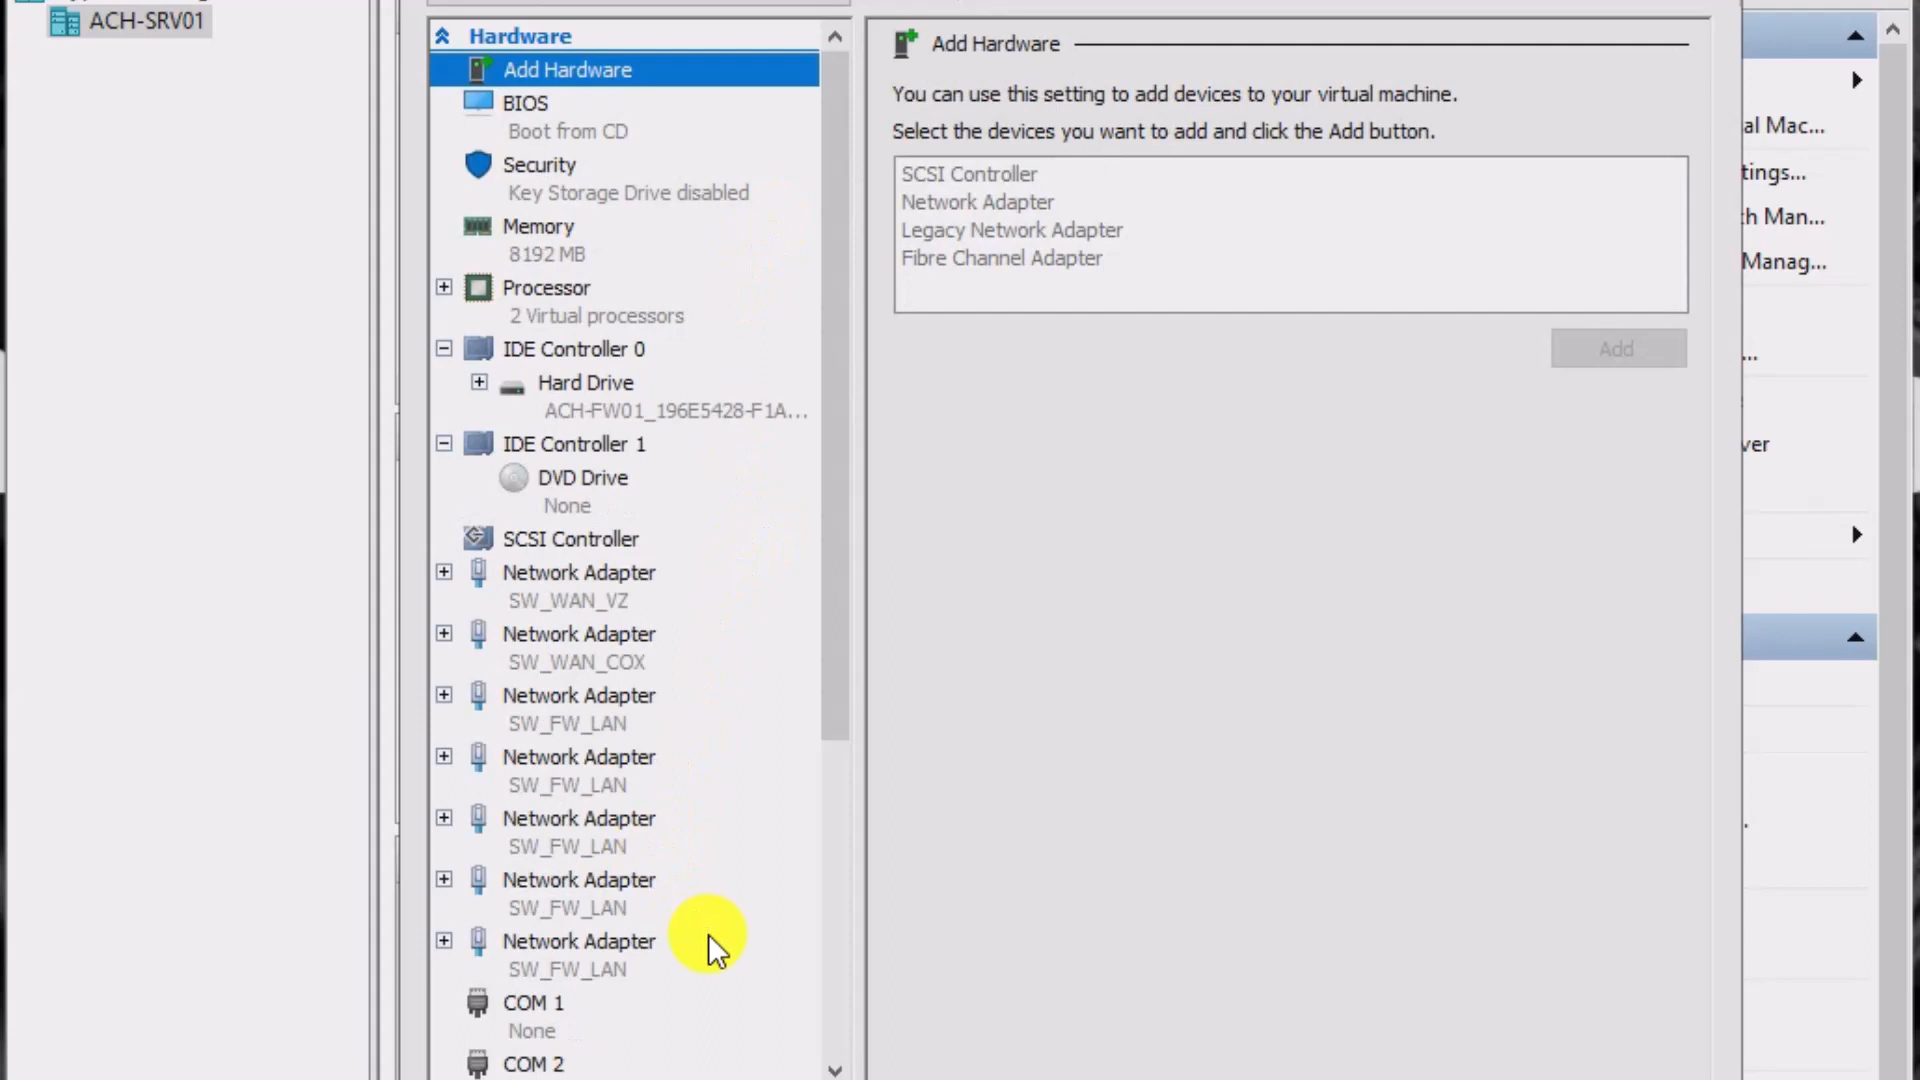 ACH-SRV01
Hardware
Add Hardware
BIOS
Boot from CD
Security
Key Storage Drive disabled
Memory
8192 MB
Processor
2 Virtual processors
IDE Controller 0
Hard Drive
ACH-FW01_196E5428-F1A...
IDE Controller 1
DVD Drive
None
SCSI Controller
Network Adapter
SW_WAN_VZ
Network Adapter
SW_WAN_COX
Network Adapter
SW_FW_LAN
Network Adapter
SW_FW_LAN
Network Adapter
SW_FW_LAN
Network Adapter
SW_FW_LAN
Network Adapter
SW_FW_LAN
COM 1
None
COM 2
Add Hardware
You can use this setting to add devices to your virtual machine.
Select the devices you want to add and click the Add button.
SCSI Controller
Network Adapter
Legacy Network Adapter
Fibre Channel Adapter
Add
al Mac...
tings...
ch Man...
Manag...
...
ver